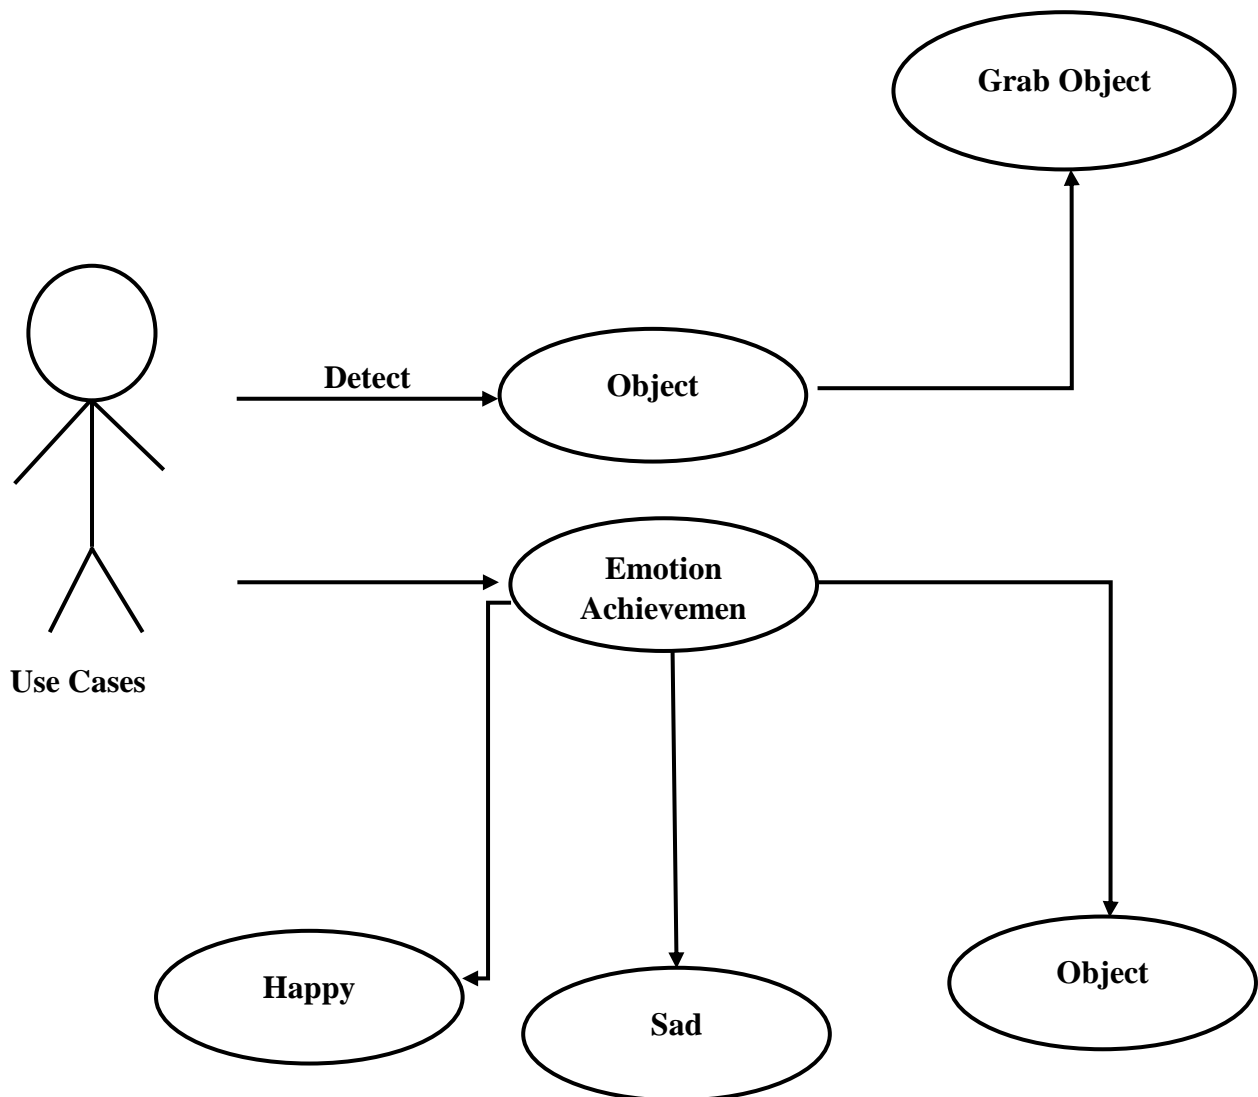 Grab Object
Detect
Object
Emotion
Achievemen
Use Cases
Happy
Sad
Object